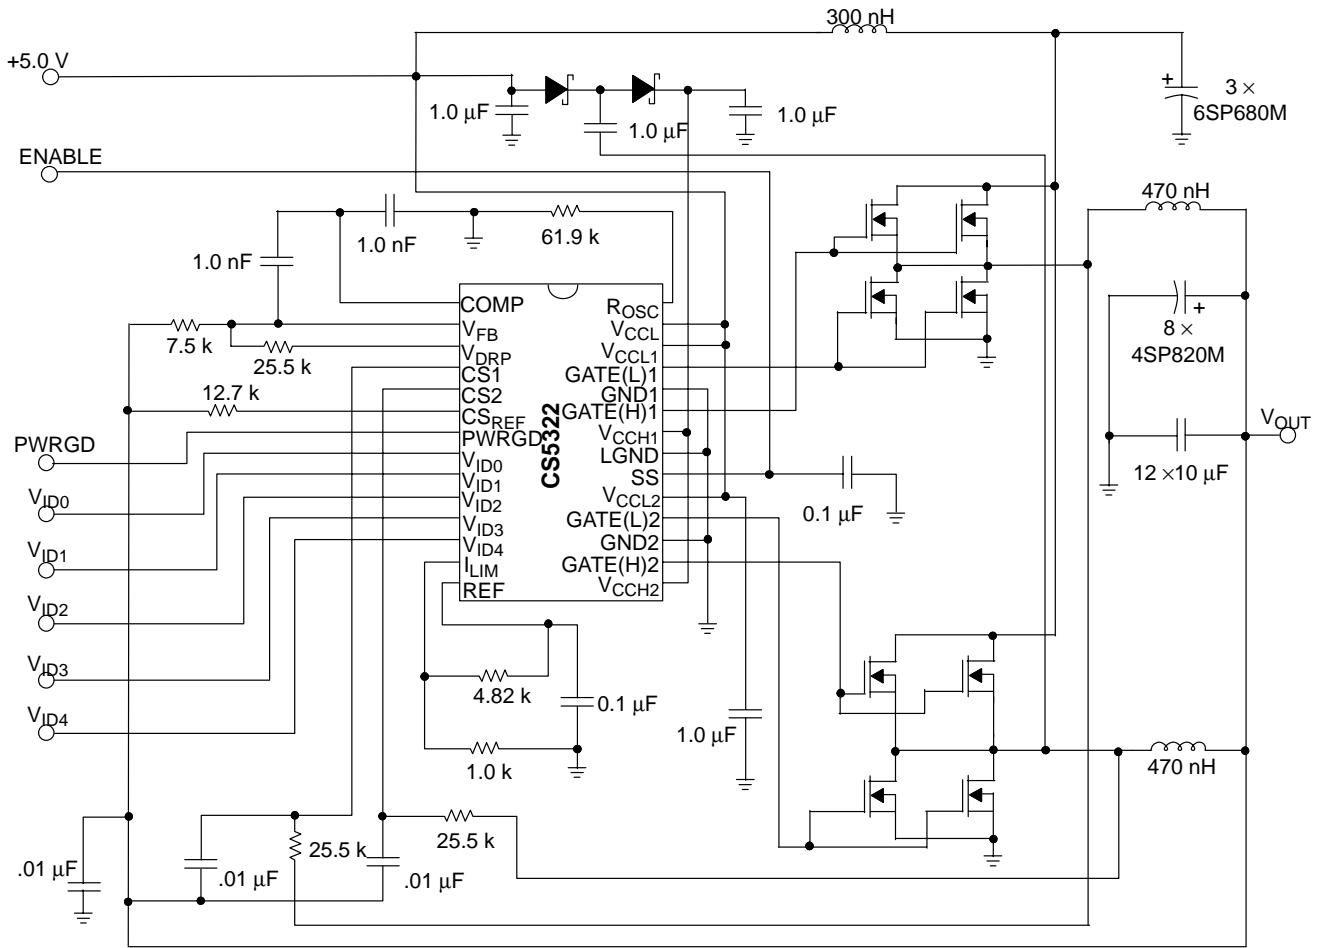 300 nH
+5.0 V
3 ×
6SP680M
1.0 μF
1.0 μF
1.0 μF
ENABLE
470 nH
1.0 nF
61.9 k
1.0 nF
COMP
ROSC
VFB
VCCL
7.5 k
8 ×
4SP820M
VDRP
VCCL1
25.5 k
CS1
GATE(L)1
12.7 k
CS2
GND1
CSREF
GATE(H)1
CS5322
VOUT
PWRGD
PWRGD
VCCH1
VID0
LGND
12 ×10 μF
VID1
SS
VID0
VID2
VCCL2
0.1 μF
VID3
GATE(L)2
VID4
GND2
VID1
ILIM
GATE(H)2
REF
VCCH2
VID2
VID3
4.82 k
0.1 μF
VID4
1.0 μF
1.0 k
470 nH
25.5 k
25.5 k
.01 μF
.01 μF
.01 μF